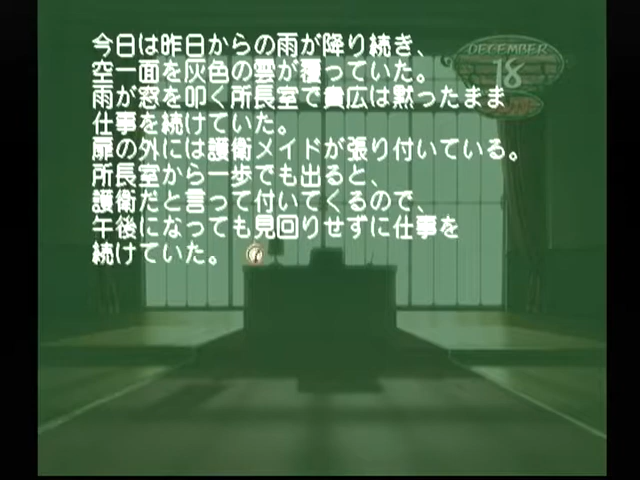 今日は昨日からの雨が降り続き、
空一面を灰色の雲が覆っていた。
雨が窓を叩く所長室で貴広は黙ったまま
仕事を続けていた。
扉の外には護衛メイドが張り付いている。
所長室から一歩でも出ると、
護衛だと言って付いてくるので、
午後になっても見回りせずに仕事を
続けていた。
DECEMBER
18